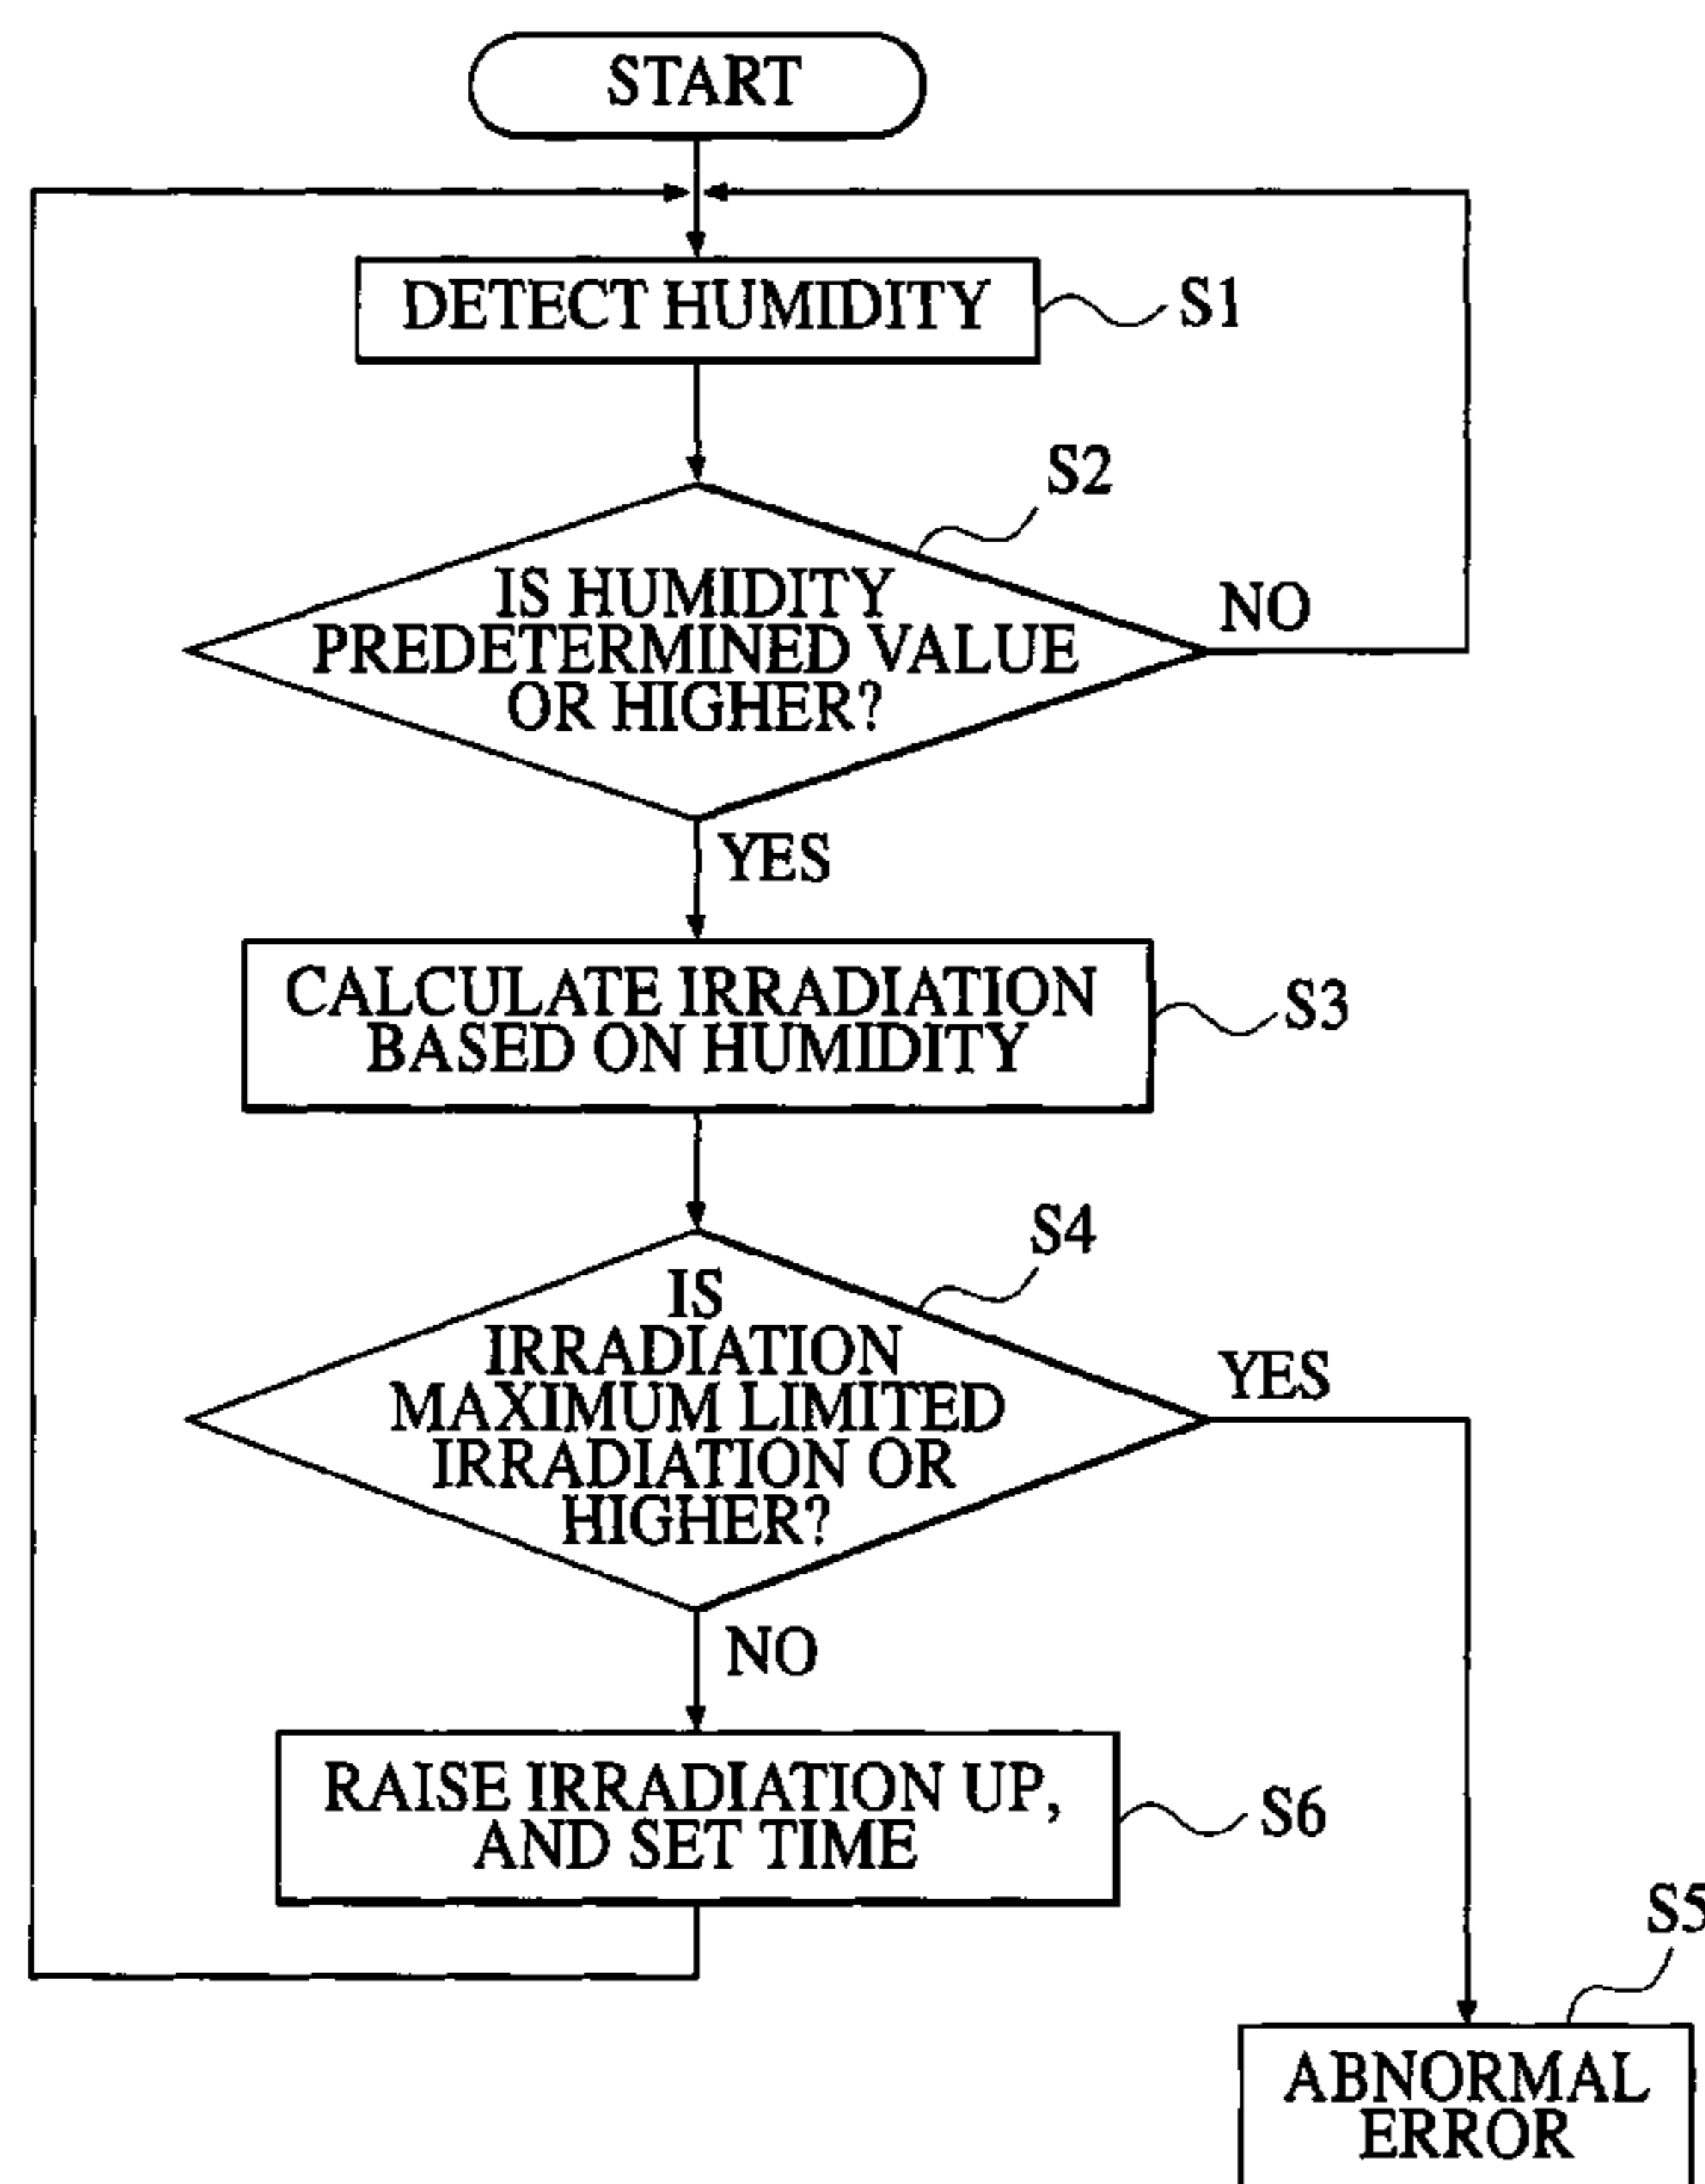 START
DETECT HUMIDITY
S1
S2
IS HUMIDITY
PREDETERMINED VALUE
OR HIGHER?
NO
YES
CALCULATE IRRADIATION
BASED ON HUMIDITY
S3
S4
IS
IRRADIATION
MAXIMUM LIMITED
IRRADIATION OR
HIGHER?
YES
NO
RAISE IRRADIATION UP,
AND SET TIME
S6
S5
ABNORMAL
ERROR